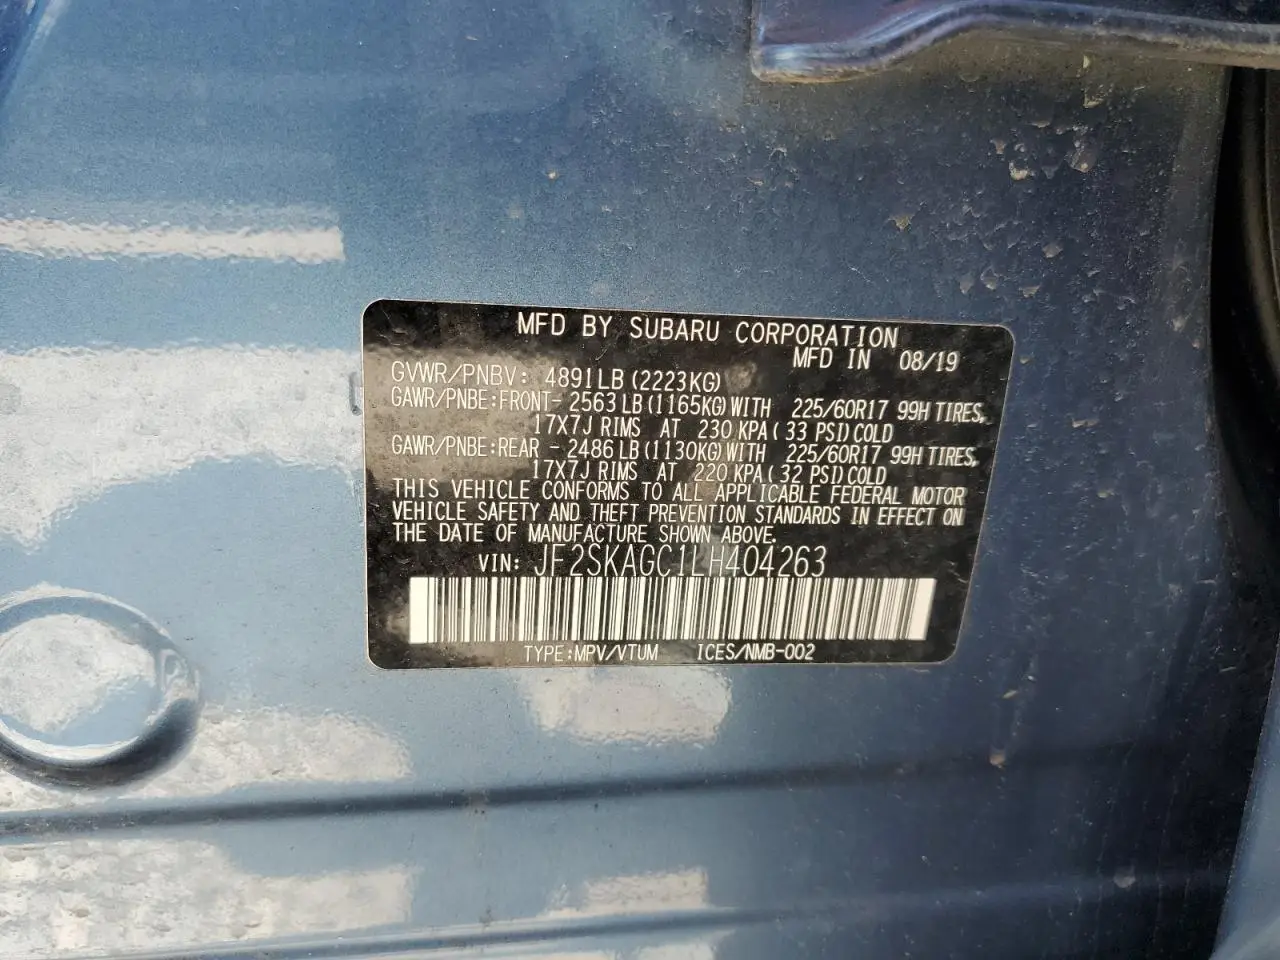 MFD BY SUBARU CORPORATION
MFD IN 08/19
GVWR/PNBV: 4891LB (2223KG)
GAWR/PNBE:FRONT- 2563LB (1165KG)WITH 225/60R17 99H TIRES,
17X7J RIMS AT 230 KPA( 33 PSI)COLD
GAWR/PNBE:REAR - 2486LB (1130KG)WITH 225/60R17 99H TIRES,
17X7J RIMS AT 220 KPA( 32 PSI)COLD
THIS VEHICLE CONFORMS TO ALL APPLICABLE FEDERAL MOTOR
VEHICLE SAFETY AND THEFT PREVENTION STANDARDS IN EFFECT ON
THE DATE OF MANUFACTURE SHOWN ABOVE.
VIN: JF2SKAGC1LH404263
TYPE:MPV/VTUM ICES/NMB-002